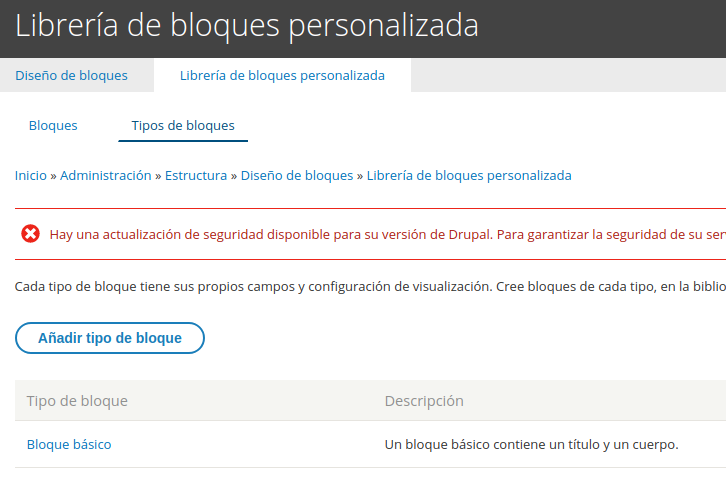 Librería de bloques personalizada
Diseño de bloques Librería de bloques personalizada
Bloques Tipos de bloques
Inicio » Administración » Estructura » Diseño de bloques » Librería de bloques personalizada
Hay una actualización de seguridad disponible para su versión de Drupal. Para garantizar la seguridad de su
Cada tipo de bloque tiene sus propios campos y configuración de visualización. Cree bloques de cada tipo, en la
Añadir tipo de bloque
Tipo de bloque Descripción
Bloque básico Un bloque básico contiene un título y un cuerpo.